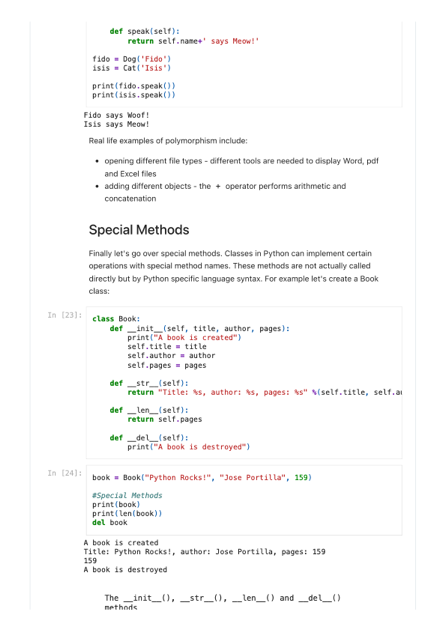 def speak(self):
return self.name+' says Meow!'
fido = Dog('Fido')
isis = Cat('Isis')
print(fido.speak())
print(isis.speak())
Fido says Woof!
Isis says Meow!
Real life examples of polymorphism include:
• opening different file types - different tools are needed to display Word, pdf
and Excel files
• adding different objects - the + operator performs arithmetic and
concatenation
Special Methods
Finally let's go over special methods. Classes in Python can implement certain
operations with special method names. These methods are not actually called
directly but by Python specific language syntax. For example let's create a Book
class:
In [23]:
class Book:
def __init__(self, title, author, pages):
print("A book is created")
self.title = title
self.author = author
self.pages = pages
def __str__(self):
return "Title: %s, author: %s, pages: %s" %(self.title, self.au
def __len__(self):
return self.pages
def __del__(self):
print("A book is destroyed")
In [24]:
book = Book("Python Rocks!", "Jose Portilla", 159)
#Special Methods
print(book)
print(len(book))
del book
A book is created
Title: Python Rocks!, author: Jose Portilla, pages: 159
159
A book is destroyed
The __init__(), __str__(), __len__() and __del__()
methods